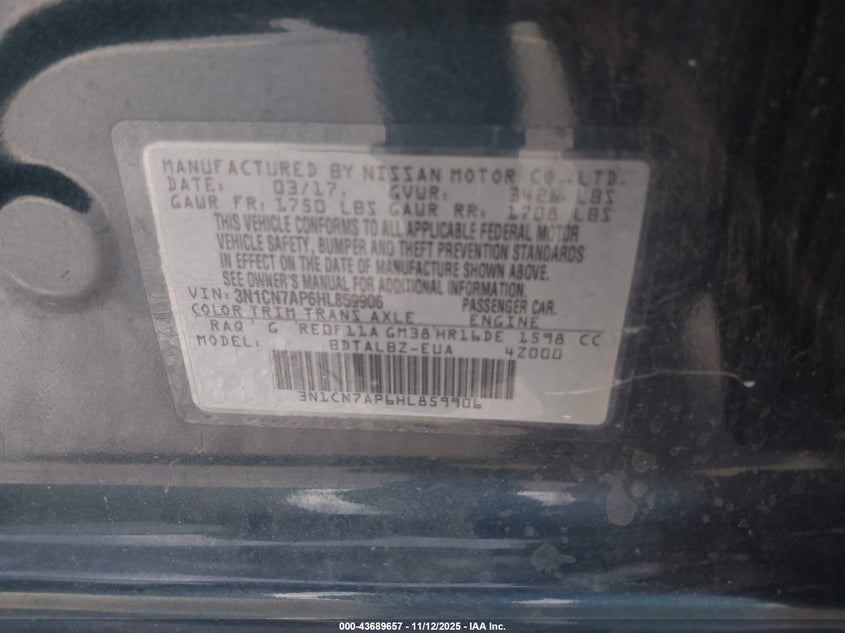 MANUFACTURED BY NISSAN MOTOR CO., LTD.
DATE: 03/17. GVWR: LBS
GAWR FR: 1750 LBS GAWR RR: 1708 LBS
THIS VEHICLE CONFORMS TO ALL APPLICABLE FEDERAL MOTOR
VEHICLE SAFETY, BUMPER AND THEFT PREVENTION STANDARDS
IN EFFECT ON THE DATE OF MANUFACTURE SHOWN ABOVE.
SEE OWNER'S MANUAL FOR ADDITIONAL INFORMATION.
VIN: 3N1CN7AP6HL859906 PASSENGER CAR.
COLOR TRIM TRANS AXLE ENGINE
RAQ G RE0F11A GM38 HR16DE 1598 CC
MODEL: BDTALBZ-EUA 4Z000
3N1CN7AP6HL859906
000-43689657 - 11/12/2025 - IAA Inc.